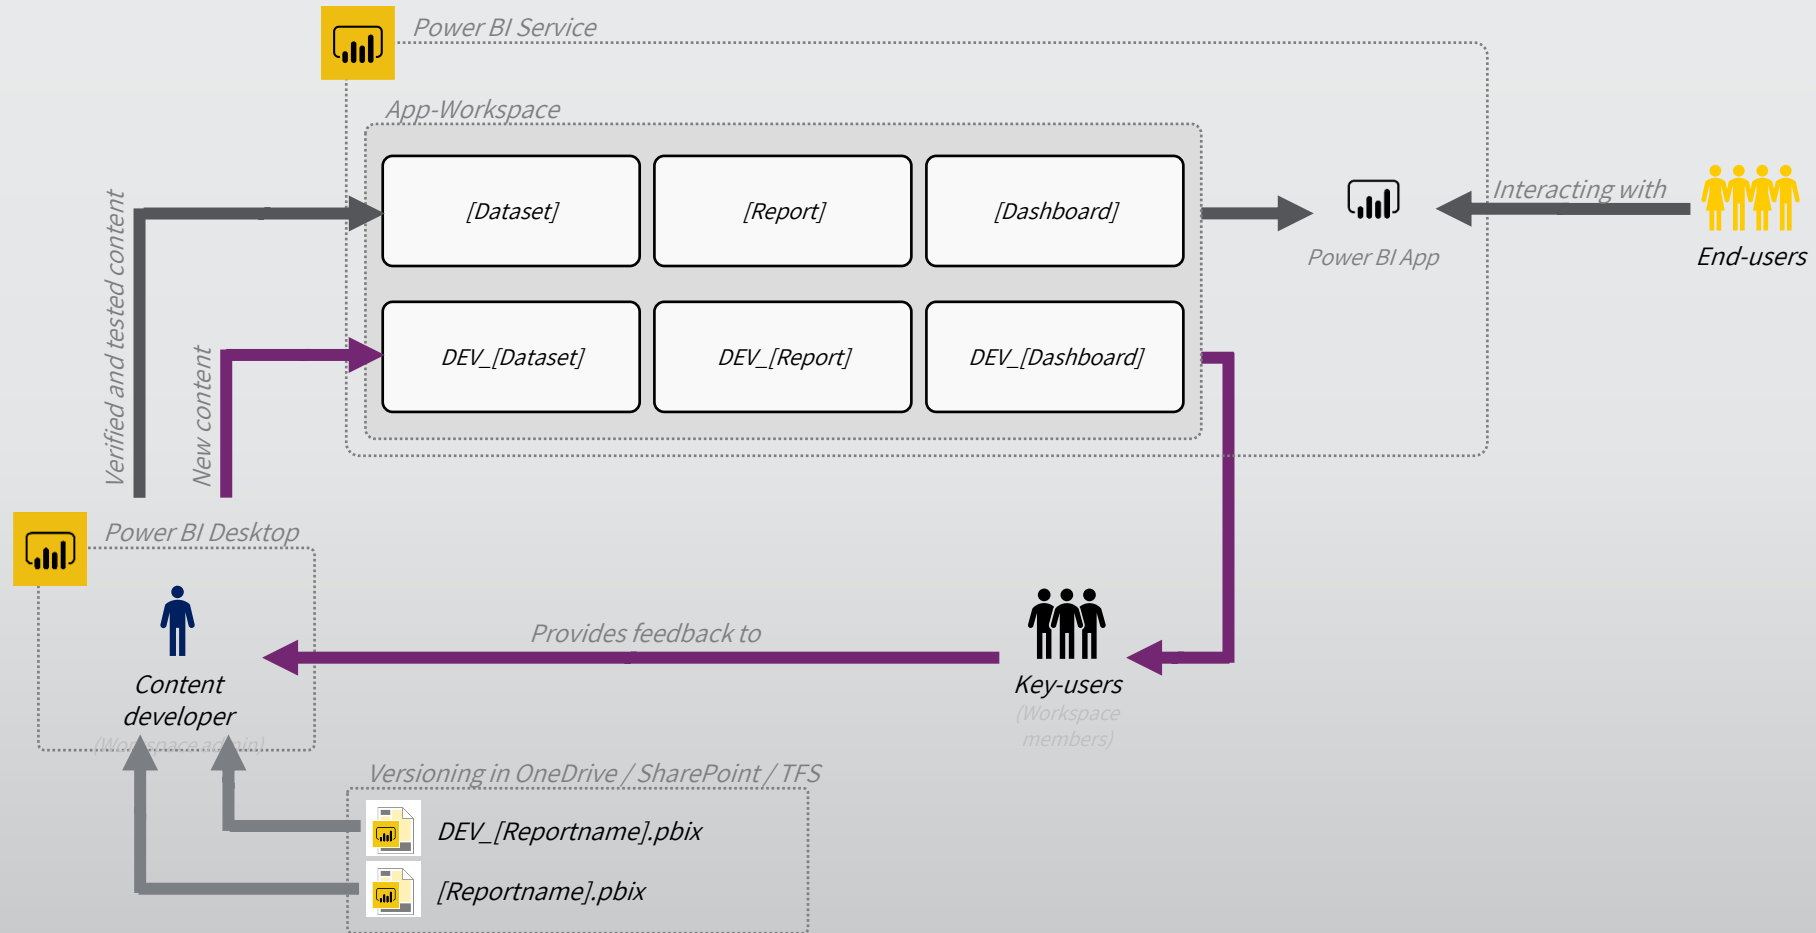 Power BI Service
App-Workspace
[Dataset]
[Report]
[Dashboard]
Verified and tested content
New content
DEV_[Dataset]
DEV_[Report]
DEV_[Dashboard]
Power BI App
Interacting with
End-users
Power BI Desktop
Content
developer
(Workspace admin)
Provides feedback to
Key-users
(Workspace
members)
Versioning in OneDrive / SharePoint / TFS
DEV_[Reportname].pbix
[Reportname].pbix